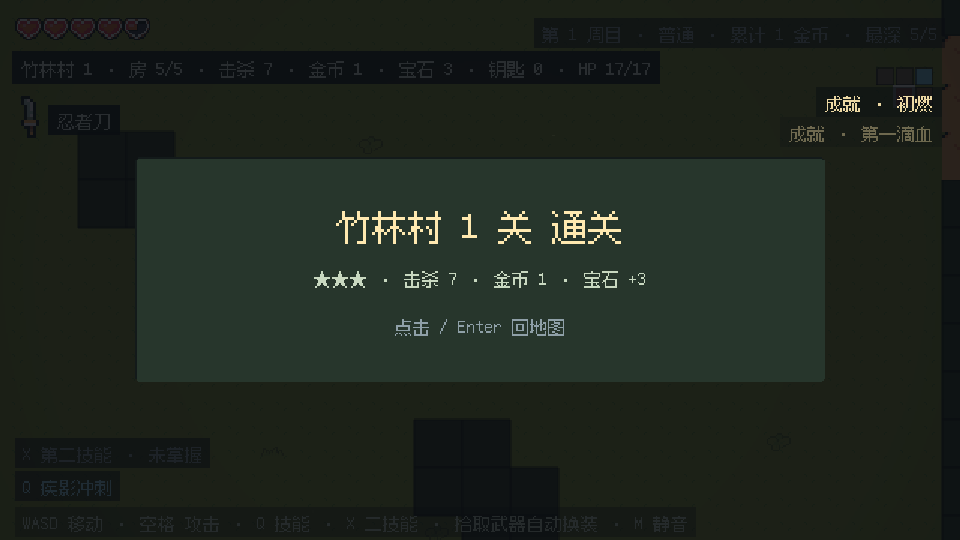 第 1 周目 · 普通 · 累计 1 金币 · 最深 5/5
竹林村 1 · 房 5/5 · 击杀 7 · 金币 1 · 宝石 3 · 钥匙 0 · HP 17/17
成就 · 初燃
忍者刀
成就 · 第一滴血
竹林村 1 关 通关
★★★ · 击杀 7 · 金币 1 · 宝石 +3
点击 / Enter 回地图
X 第二技能 · 未掌握
Q 疾影冲刺
WASD 移动 · 空格 攻击 · Q 技能 · X 二技能 · 拾取武器自动换装 · M 静音